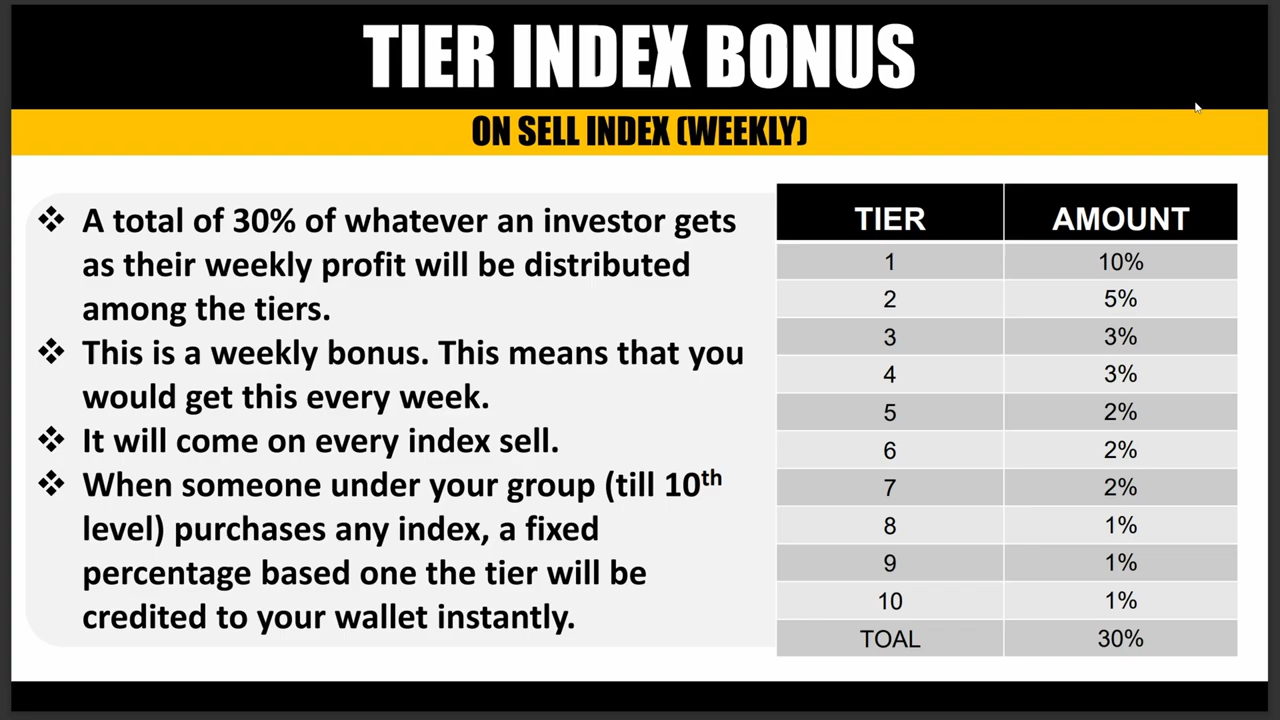 TIER INDEX BONUS
ON SELL INDEX (WEEKLY)
❖ A total of 30% of whatever an investor gets
as their weekly profit will be distributed
among the tiers.
❖ This is a weekly bonus. This means that you
would get this every week.
❖ It will come on every index sell.
❖ When someone under your group (till 10th
level) purchases any index, a fixed
percentage based one the tier will be
credited to your wallet instantly.
TIER AMOUNT
1 10%
2 5%
3 3%
4 3%
5 2%
6 2%
7 2%
8 1%
9 1%
10 1%
TOAL 30%